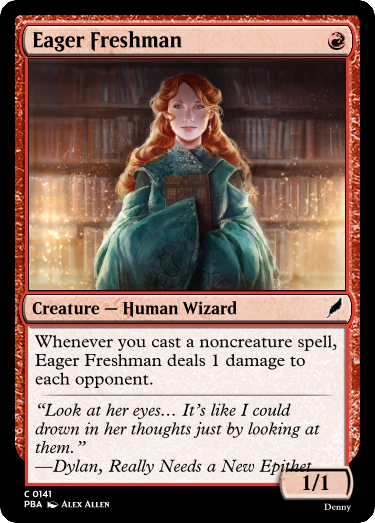 Eager Freshman
Creature — Human Wizard
Whenever you cast a noncreature spell,
Eager Freshman deals 1 damage to
each opponent.
“Look at her eyes… It’s like I could
drown in her thoughts just by looking at
them.”
—Dylan, Really Needs a New Epithet
1/1
C 0141
PBA Alex Allen
Denny